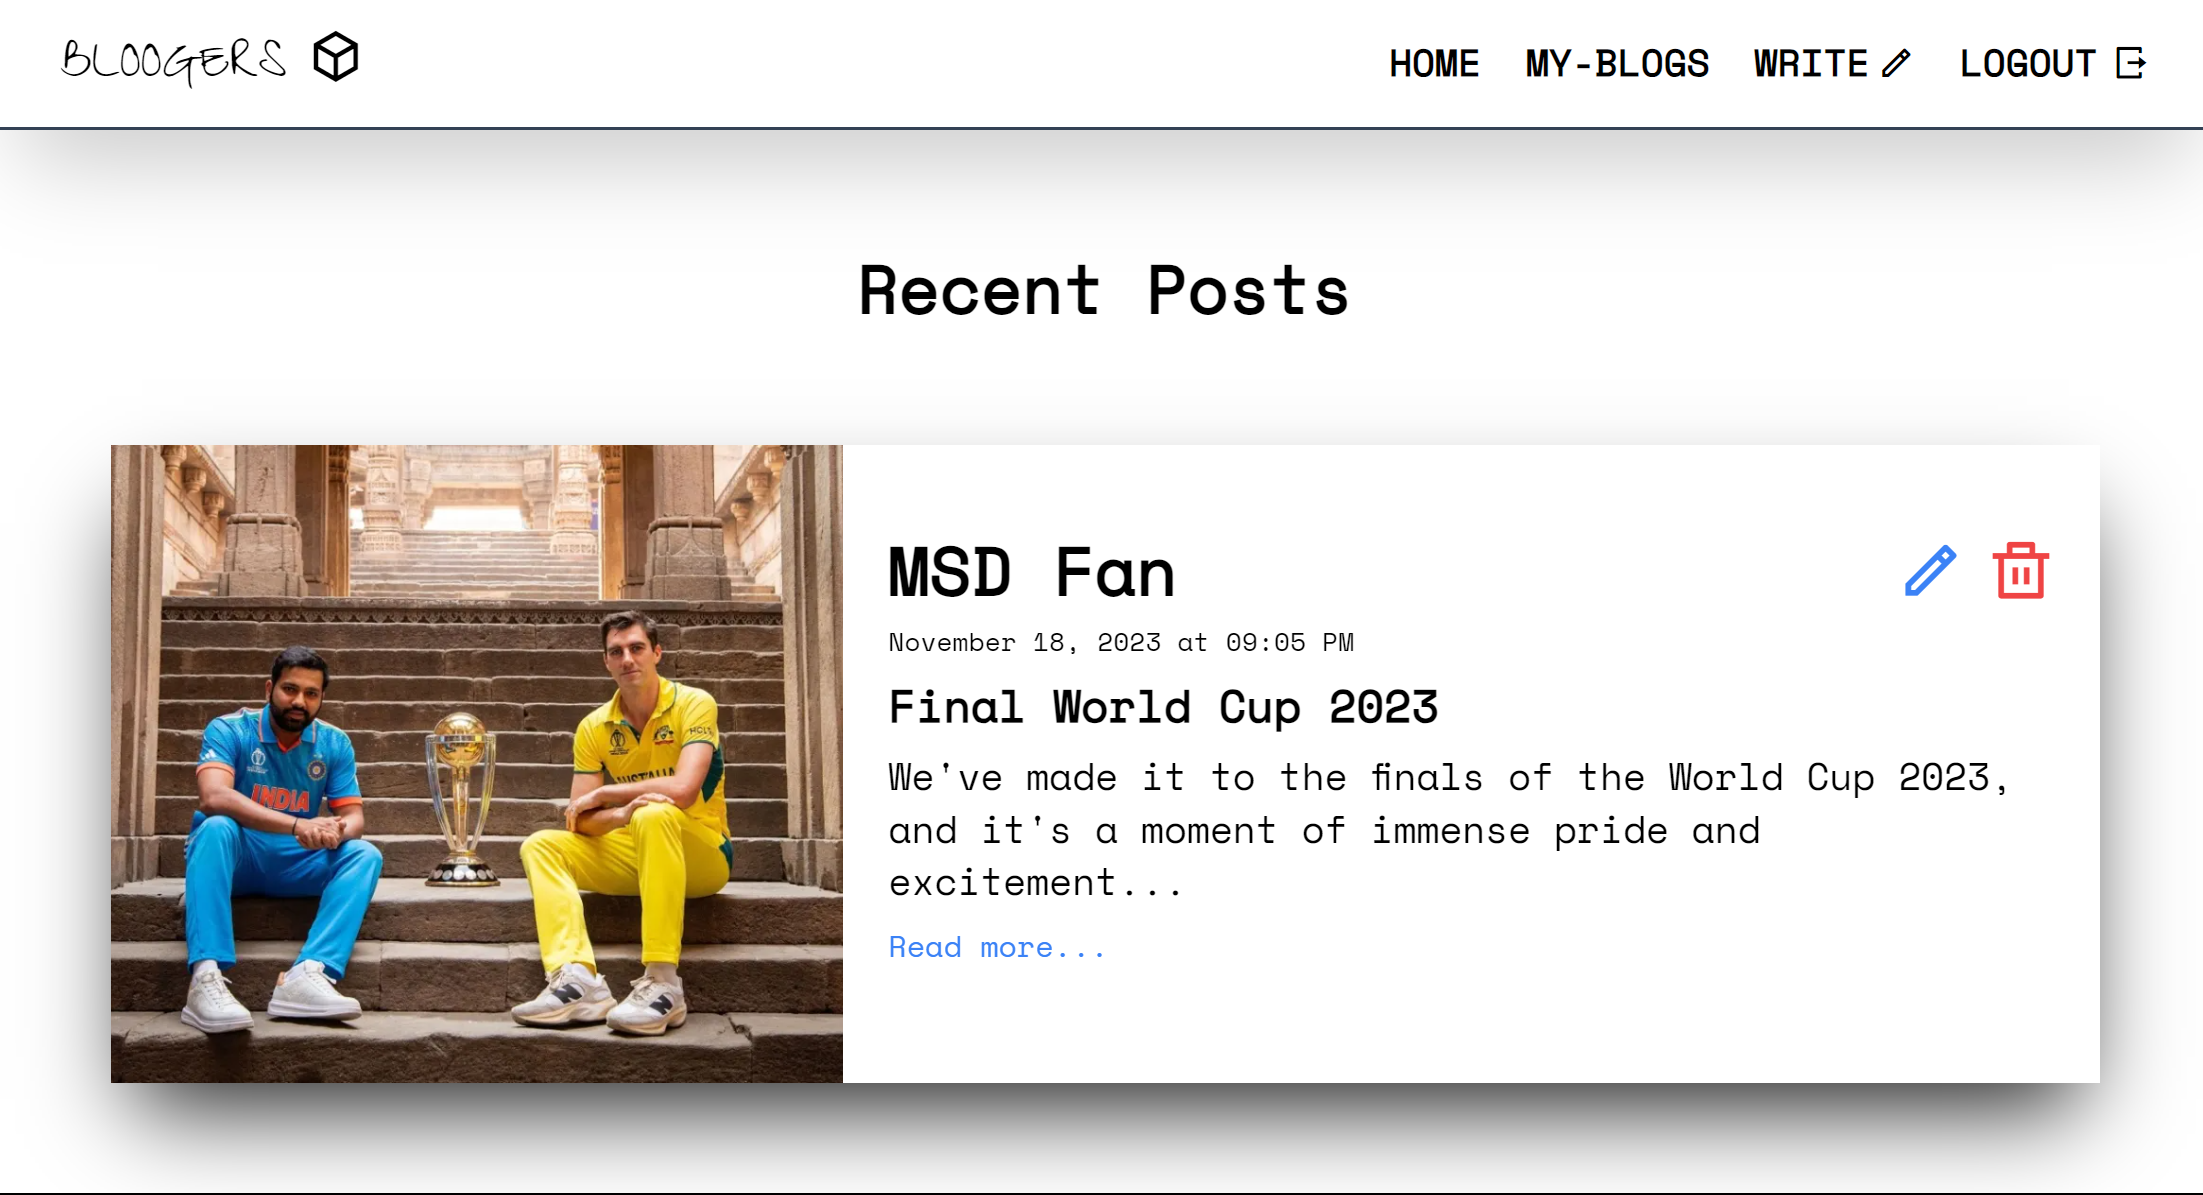 BLOOGERS
HOME MY-BLOGS WRITE LOGOUT
Recent Posts
MSD Fan
November 18, 2023 at 09:05 PM
Final World Cup 2023
We've made it to the finals of the World Cup 2023,
and it's a moment of immense pride and
excitement...
Read more...
INDIA
AUSTRALIA
HCL